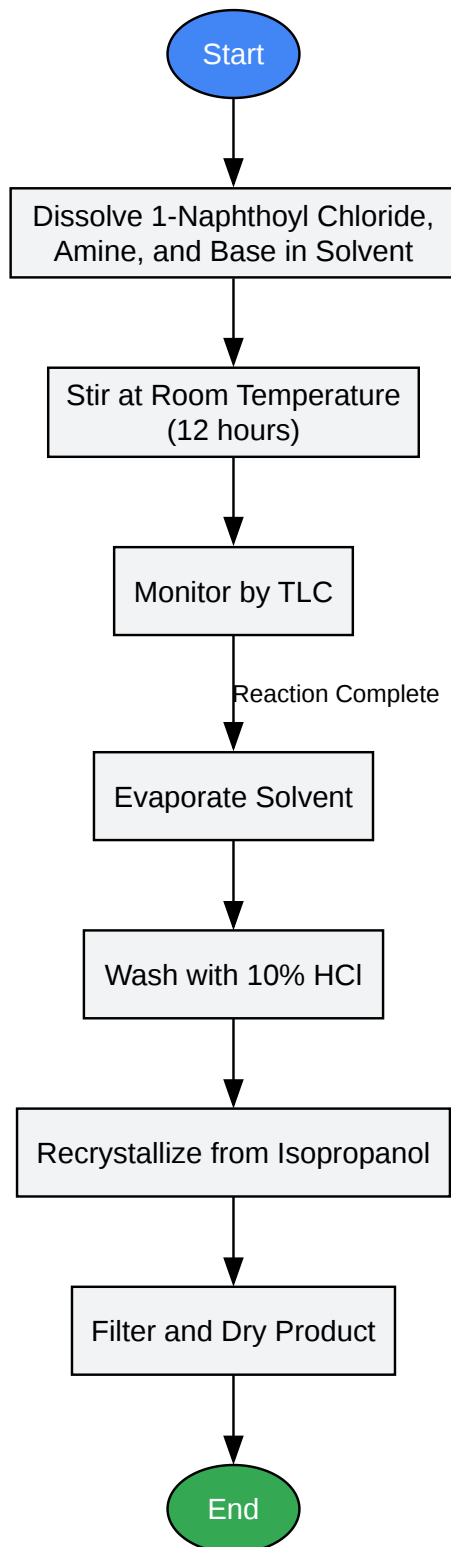 Start
Dissolve 1-Naphthoyl Chloride,
Amine, and Base in Solvent
Stir at Room Temperature
(12 hours)
Monitor by TLC
Reaction Complete
Evaporate Solvent
Wash with 10% HCl
Recrystallize from Isopropanol
Filter and Dry Product
End